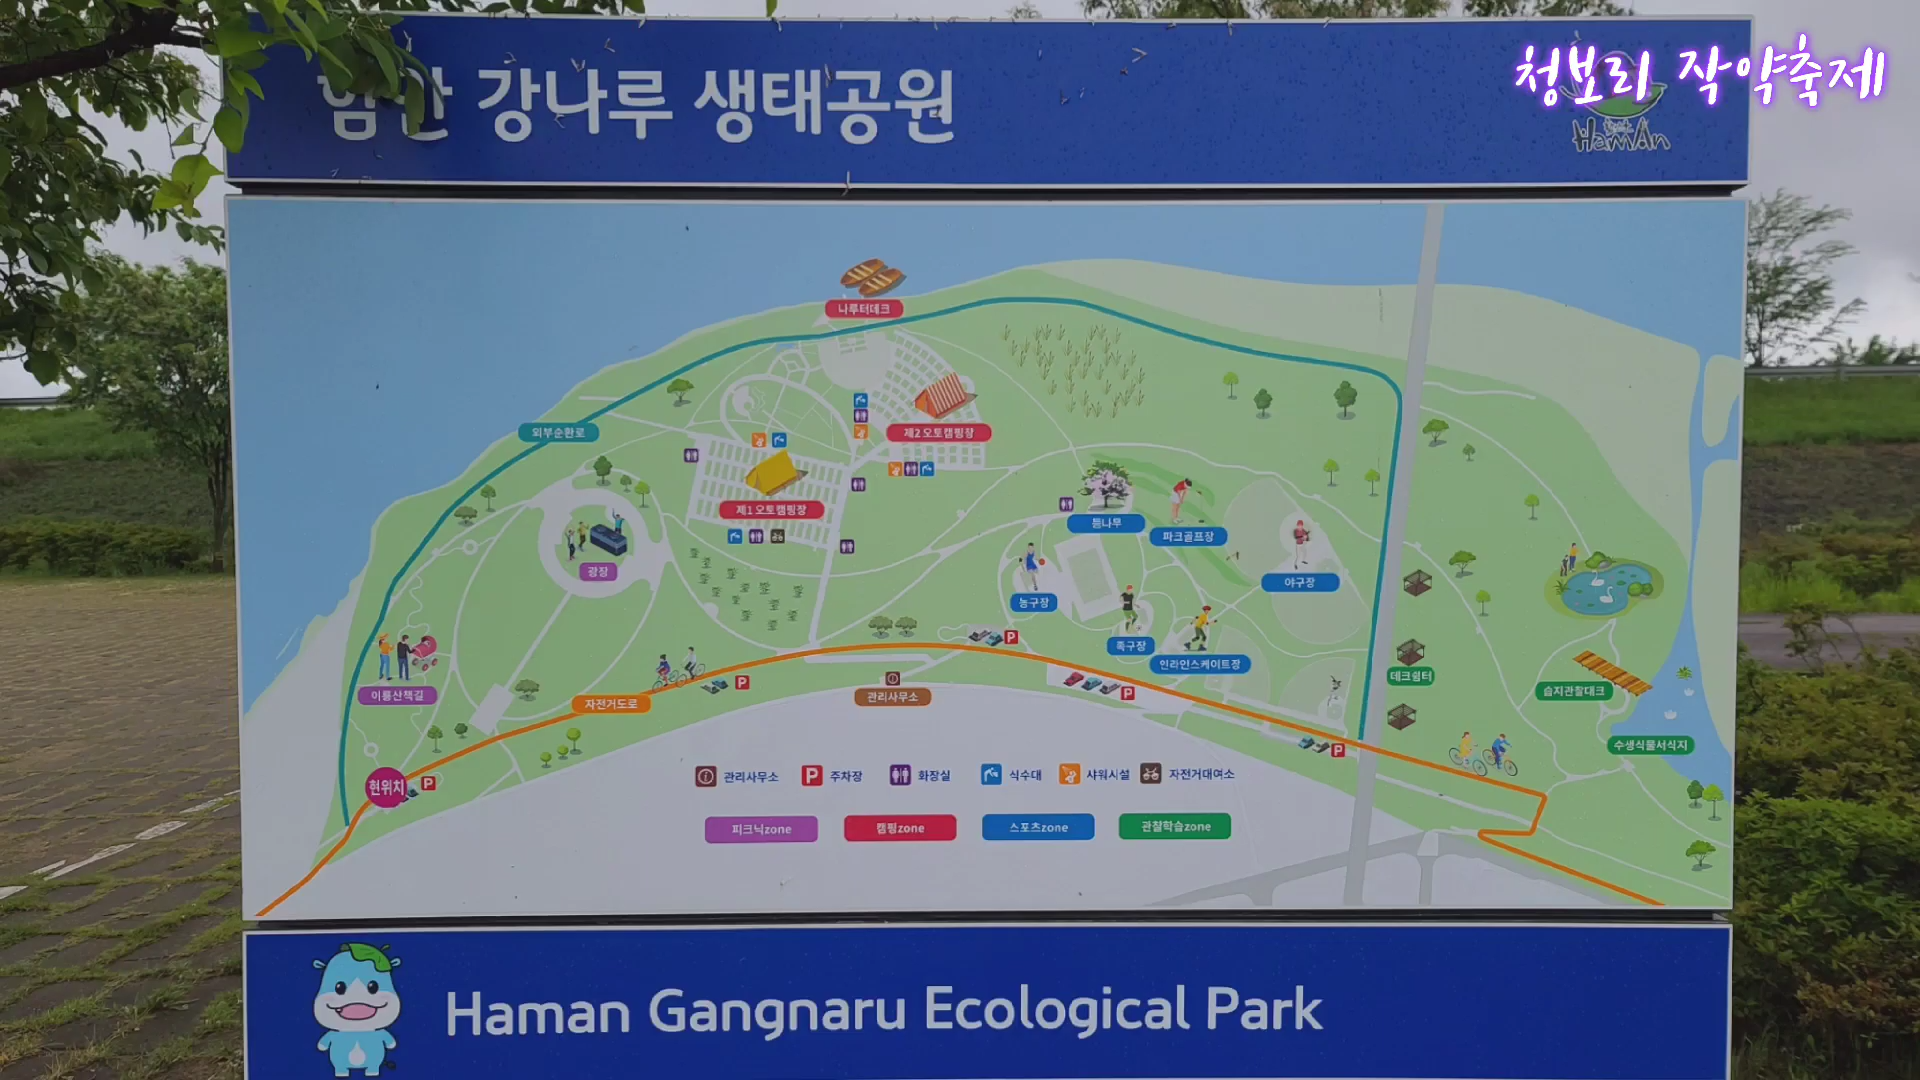 청보리 작약축제
함안 강나루 생태공원
HamAn
나루터데크
외부순환로
제2 오토캠핑장
제1 오토캠핑장
등나무
파크골프장
광장
야구장
농구장
족구장
인라인스케이트장
데크쉼터
이룸산책길
자전거도로
관리사무소
습지관찰대크
수생식물서식지
현위치
P
P
P
P
P
관리사무소
P 주차장
화장실
식수대
샤워시설
자전거대여소
피크닉zone
캠핑zone
스포츠zone
관찰학습zone
Haman Gangnaru Ecological Park